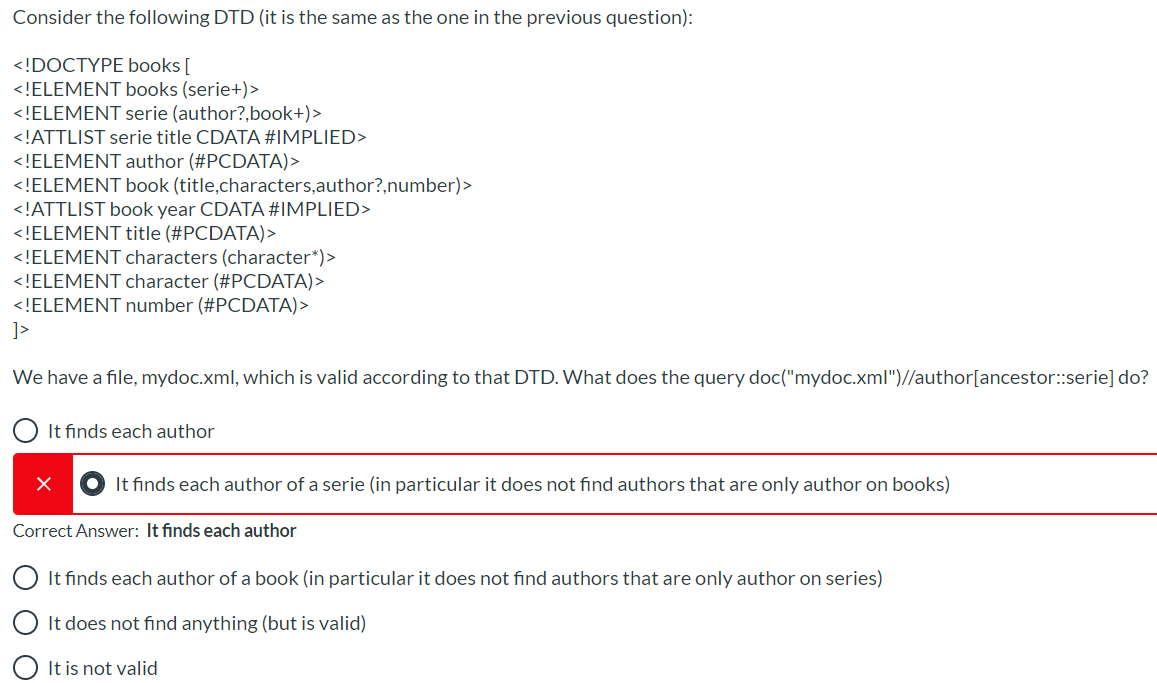 Consider the following DTD (it is the same as the one in the previous question):
<!DOCTYPE books [
<!ELEMENT books (serie+)>
<!ELEMENT serie (author?,book+)>
<!ATTLIST serie title CDATA #IMPLIED>
<!ELEMENT author (#PCDATA)>
<!ELEMENT book (title,characters,author?,number)>
<!ATTLIST book year CDATA #IMPLIED>
<!ELEMENT title (#PCDATA)>
<!ELEMENT characters (character*)>
<!ELEMENT character (#PCDATA)>
<!ELEMENT number (#PCDATA)>
]>
We have a file, mydoc.xml, which is valid according to that DTD. What does the query doc("mydoc.xml")//author[ancestor::serie] do?
It finds each author
It finds each author of a serie (in particular it does not find authors that are only author on books)
Correct Answer: It finds each author
It finds each author of a book (in particular it does not find authors that are only author on series)
It does not find anything (but is valid)
It is not valid